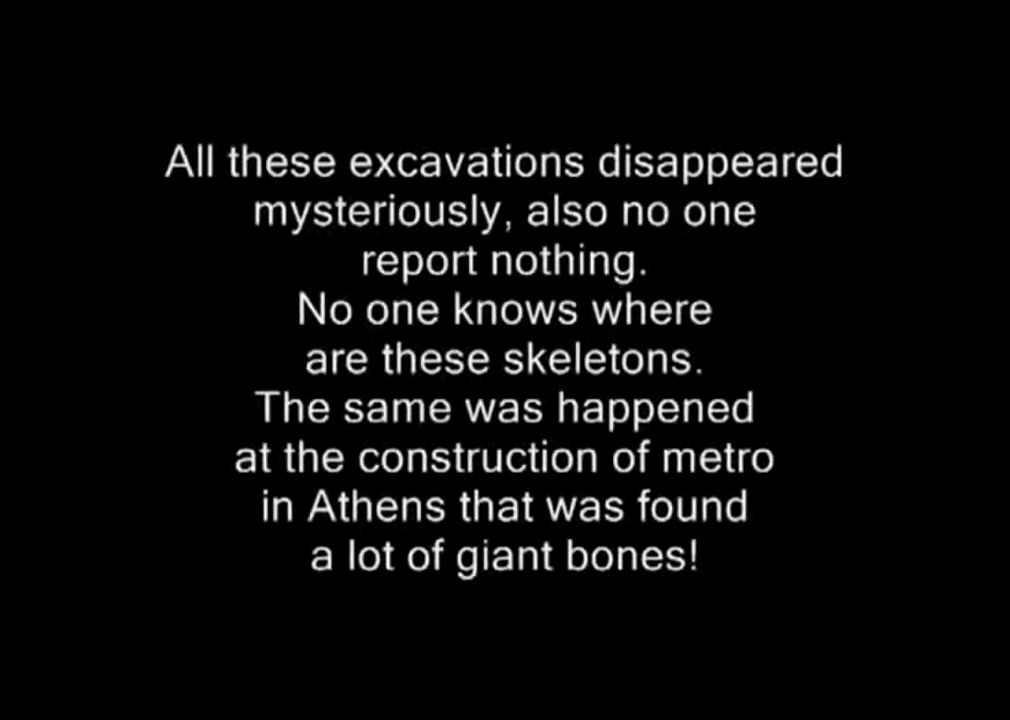 All these excavations disappeared
mysteriously, also no one
report nothing.
No one knows where
are these skeletons.
The same was happened
at the construction of metro
in Athens that was found
a lot of giant bones!